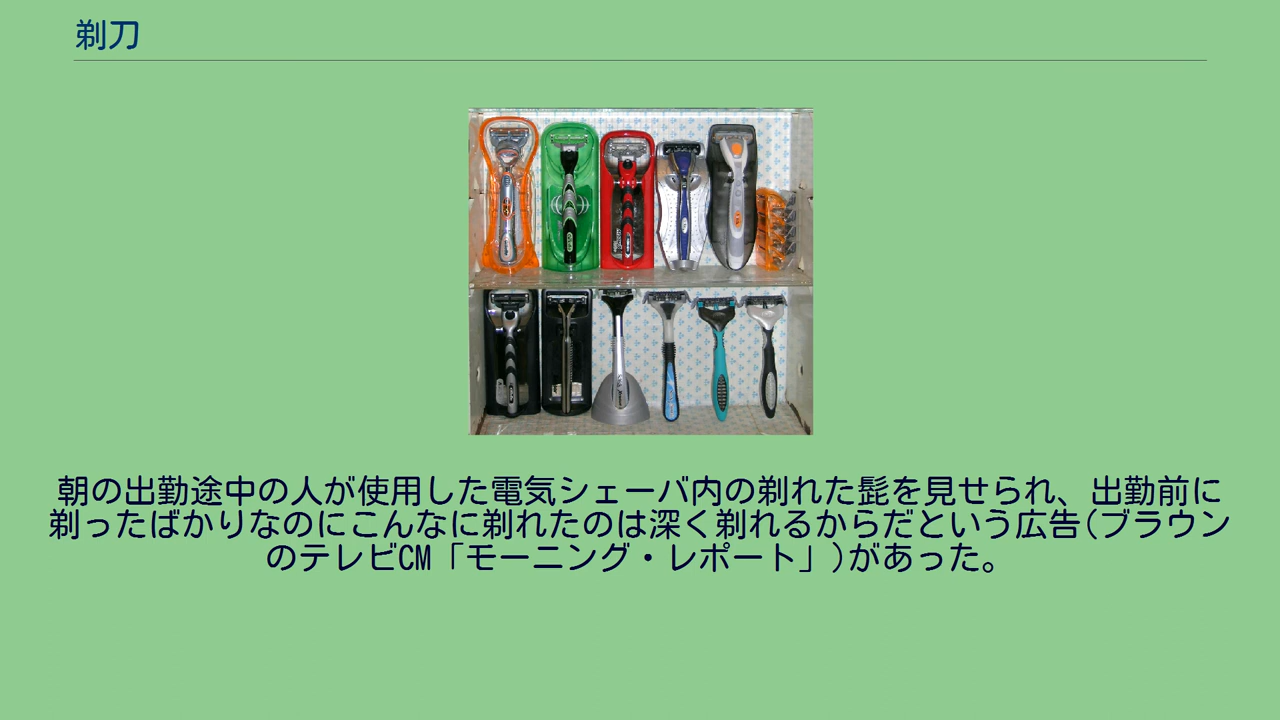 剃刀
朝の出勤途中の人が使用した電気シェーバ内の剃れた髭を見せられ、出勤前に
剃ったばかりなのにこんなに剃れたのは深く剃れるからだという広告(ブラウン
のテレビCM「モーニング・レポート」)があった。